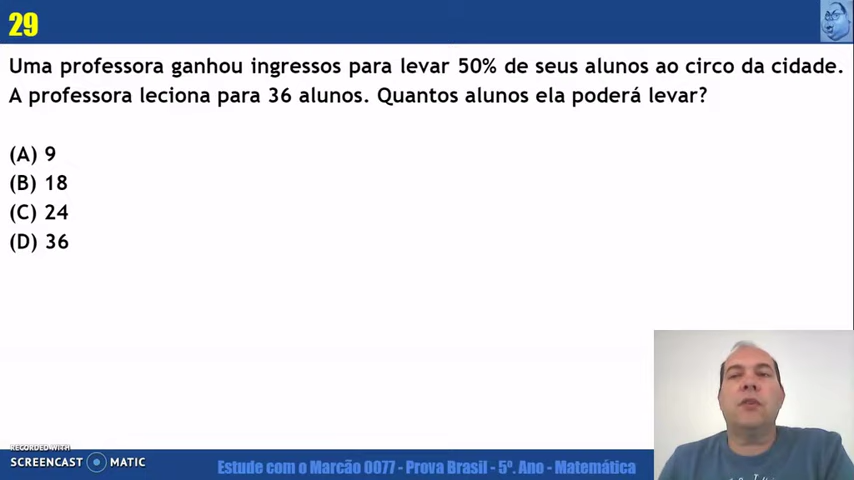 29
Uma professora ganhou ingressos para levar 50% de seus alunos ao circo da cidade.
A professora leciona para 36 alunos. Quantos alunos ela poderá levar?
(A) 9
(B) 18
(C) 24
(D) 36
RECORDED WITH
SCREENCAST MATIC
Estude com o Marcão 0077 - Prova Brasil - 5º. Ano - Matemática